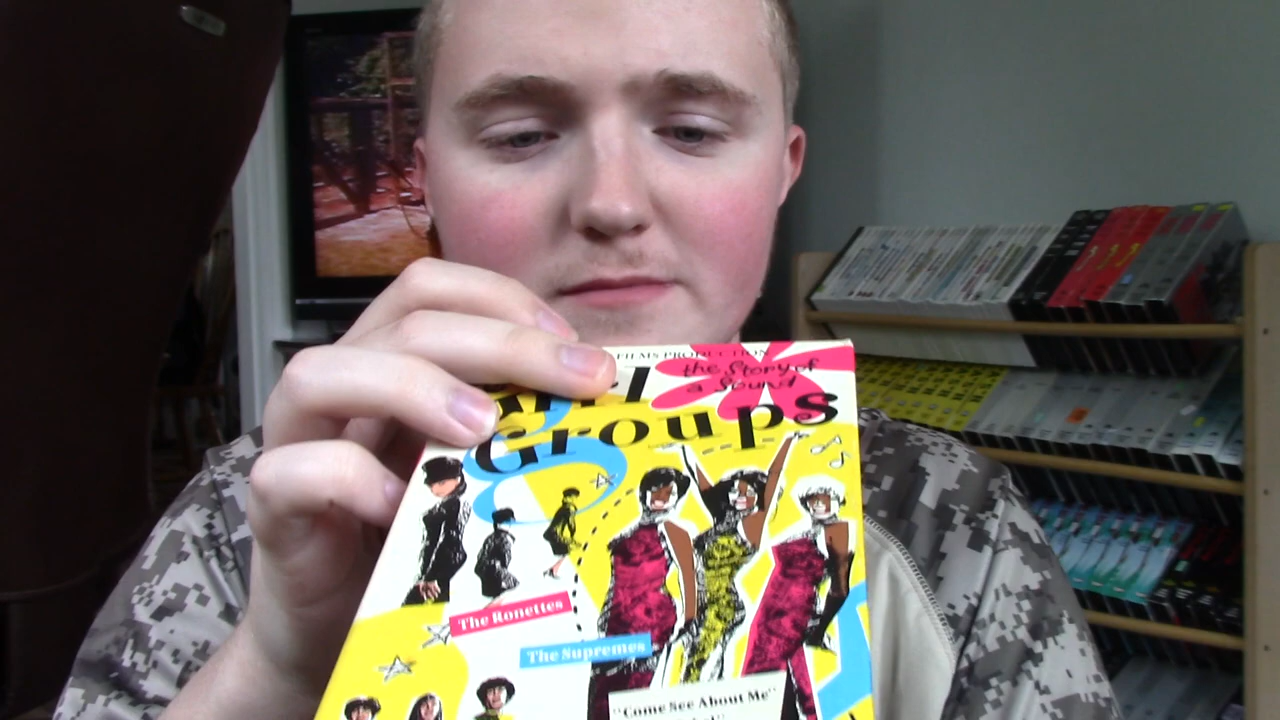 FILMS PRODUCTION
the Story of
a Sound
Groups
The Ronettes
The Supremes
"Come See About Me"